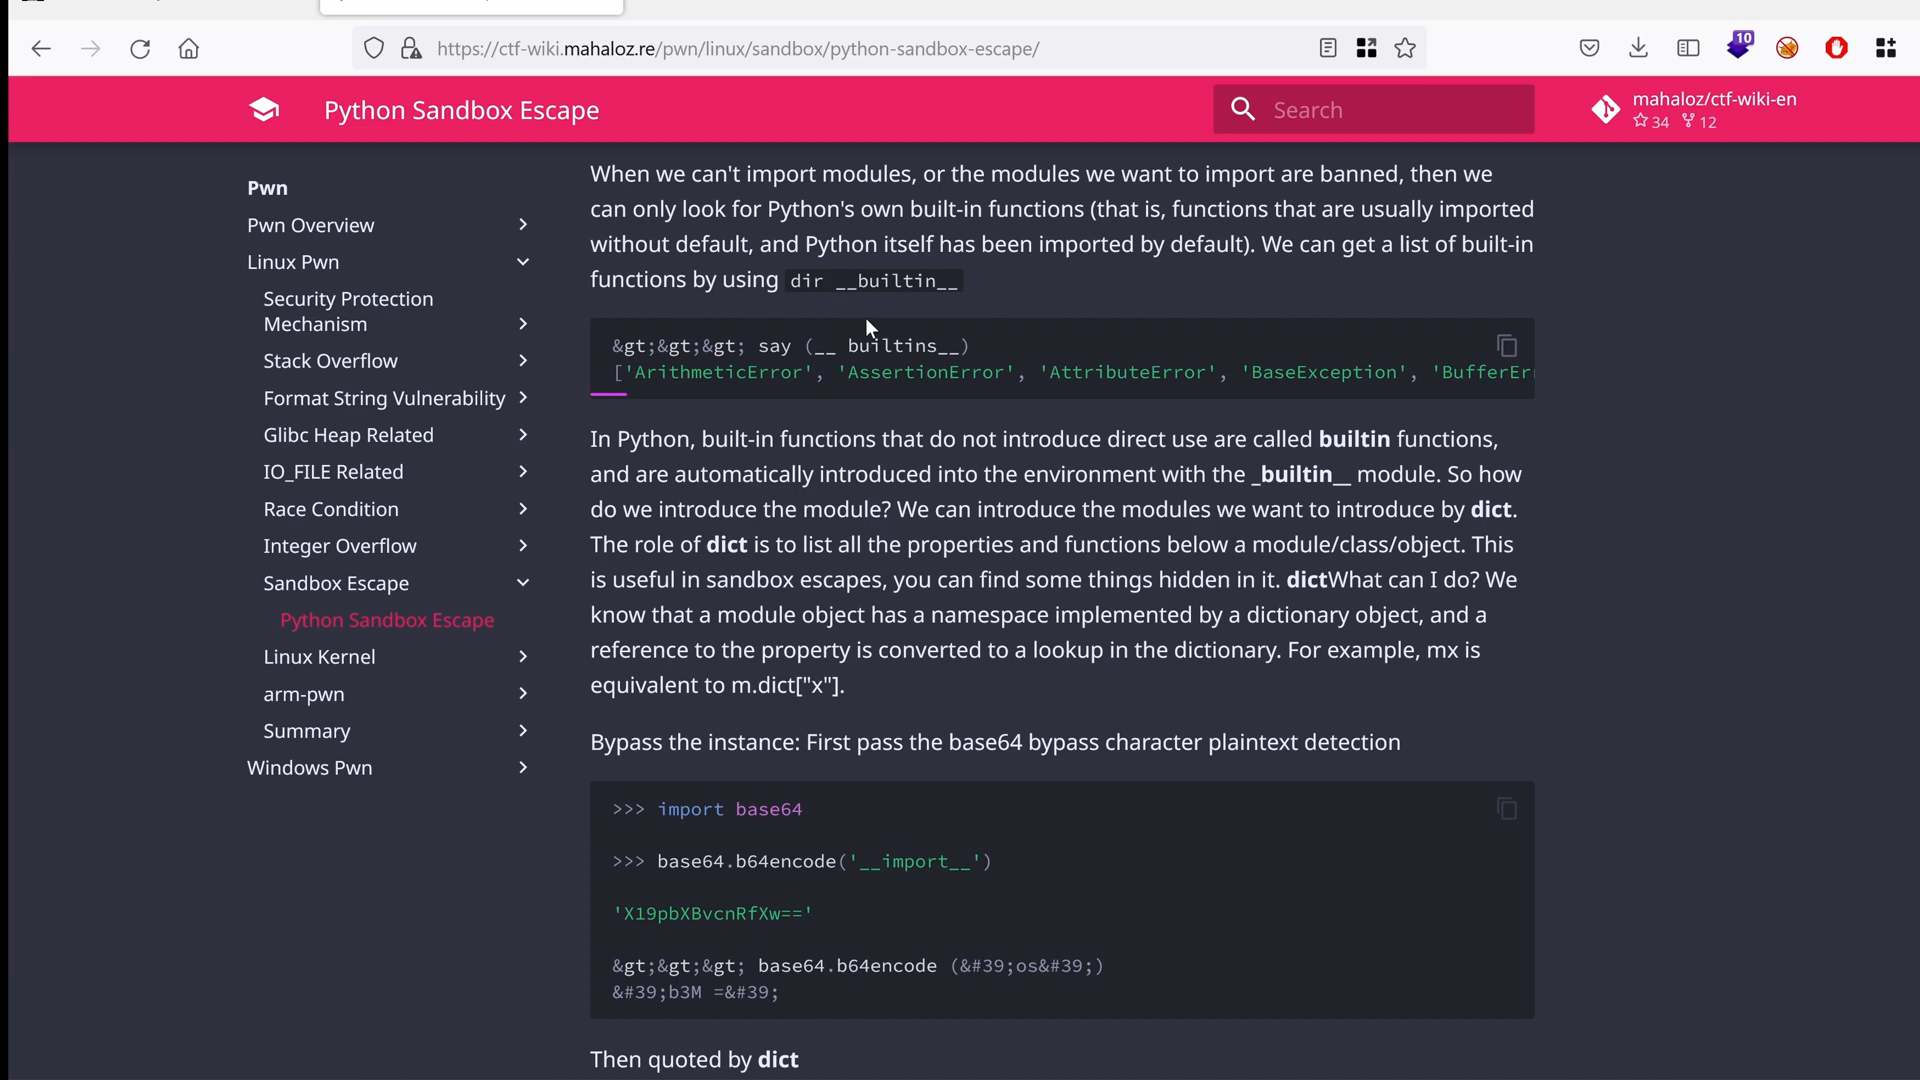 https://ctf-wiki.mahaloz.re/pwn/linux/sandbox/python-sandbox-escape/
10
Python Sandbox Escape
Search
mahaloz/ctf-wiki-en
34 12
Pwn
Pwn Overview
Linux Pwn
Security Protection
Mechanism
Stack Overflow
Format String Vulnerability
Glibc Heap Related
IO_FILE Related
Race Condition
Integer Overflow
Sandbox Escape
Python Sandbox Escape
Linux Kernel
arm-pwn
Summary
Windows Pwn
When we can't import modules, or the modules we want to import are banned, then we
can only look for Python's own built-in functions (that is, functions that are usually imported
without default, and Python itself has been imported by default). We can get a list of built-in
functions by using dir __builtin__
&gt;&gt;&gt; say (__ builtins__)
['ArithmeticError', 'AssertionError', 'AttributeError', 'BaseException', 'BufferErr
In Python, built-in functions that do not introduce direct use are called builtin functions,
and are automatically introduced into the environment with the _builtin__ module. So how
do we introduce the module? We can introduce the modules we want to introduce by dict.
The role of dict is to list all the properties and functions below a module/class/object. This
is useful in sandbox escapes, you can find some things hidden in it. dictWhat can I do? We
know that a module object has a namespace implemented by a dictionary object, and a
reference to the property is converted to a lookup in the dictionary. For example, mx is
equivalent to m.dict["x"].
Bypass the instance: First pass the base64 bypass character plaintext detection
>>> import base64
>>> base64.b64encode('__import__')
'X19pbXBvcnRfXw=='
&gt;&gt;&gt; base64.b64encode (&#39;os&#39;)
&#39;b3M =&#39;
Then quoted by dict